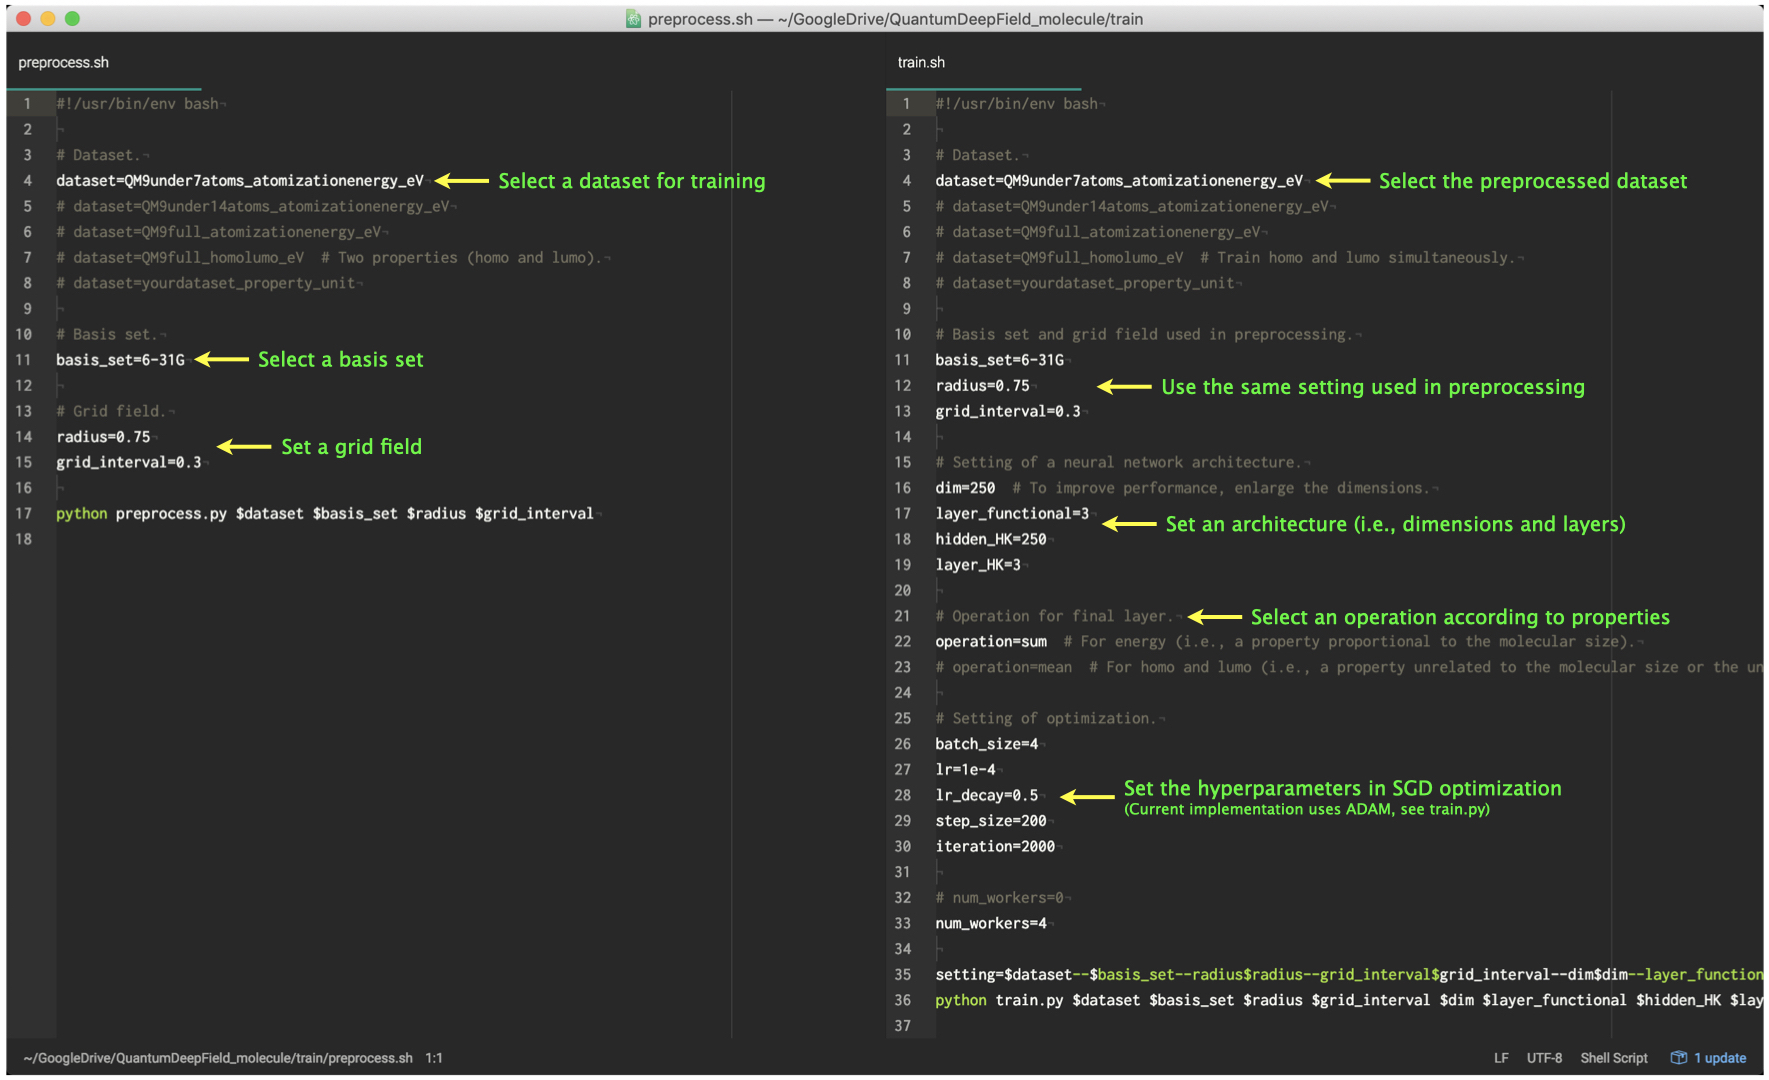 preprocess.sh — ~/GoogleDrive/QuantumDeepField_molecule/train
preprocess.sh
1 #!/usr/bin/env bash
2
3 # Dataset.
4 dataset=QM9under7atoms_atomizationenergy_eV Select a dataset for training
5 # dataset=QM9under14atoms_atomizationenergy_eV
6 # dataset=QM9full_atomizationenergy_eV
7 # dataset=QM9full_homolumo_eV  # Two properties (homo and lumo).
8 # dataset=yourdataset_property_unit
9
10 # Basis set.
11 basis_set=6-31G Select a basis set
12
13 # Grid field.
14 radius=0.75
Set a grid field
15 grid_interval=0.3
16
17 python preprocess.py $dataset $basis_set $radius $grid_interval
18
train.sh
1 #!/usr/bin/env bash
2
3 # Dataset.
4 dataset=QM9under7atoms_atomizationenergy_eV Select the preprocessed dataset
5 # dataset=QM9under14atoms_atomizationenergy_eV
6 # dataset=QM9full_atomizationenergy_eV
7 # dataset=QM9full_homolumo_eV  # Train homo and lumo simultaneously.
8 # dataset=yourdataset_property_unit
9
10 # Basis set and grid field used in preprocessing.
11 basis_set=6-31G
12 radius=0.75 Use the same setting used in preprocessing
13 grid_interval=0.3
14
15 # Setting of a neural network architecture.
16 dim=250  # To improve performance, enlarge the dimensions.
17 layer_functional=3
Set an architecture (i.e., dimensions and layers)
18 hidden_HK=250
19 layer_HK=3
20
21 # Operation for final layer. Select an operation according to properties
22 operation=sum  # For energy (i.e., a property proportional to the molecular size).
23 # operation=mean  # For homo and lumo (i.e., a property unrelated to the molecular size or the un
24
25 # Setting of optimization.
26 batch_size=4
27 lr=1e-4
28 lr_decay=0.5 Set the hyperparameters in SGD optimization
(Current implementation uses ADAM, see train.py)
29 step_size=200
30 iteration=2000
31
32 # num_workers=0
33 num_workers=4
34
35 setting=$dataset--$basis_set--radius$radius--grid_interval$grid_interval--dim$dim--layer_function
36 python train.py $dataset $basis_set $radius $grid_interval $dim $layer_functional $hidden_HK $lay
37
~/GoogleDrive/QuantumDeepField_molecule/train/preprocess.sh 1:1
LF UTF-8 Shell Script 1 update